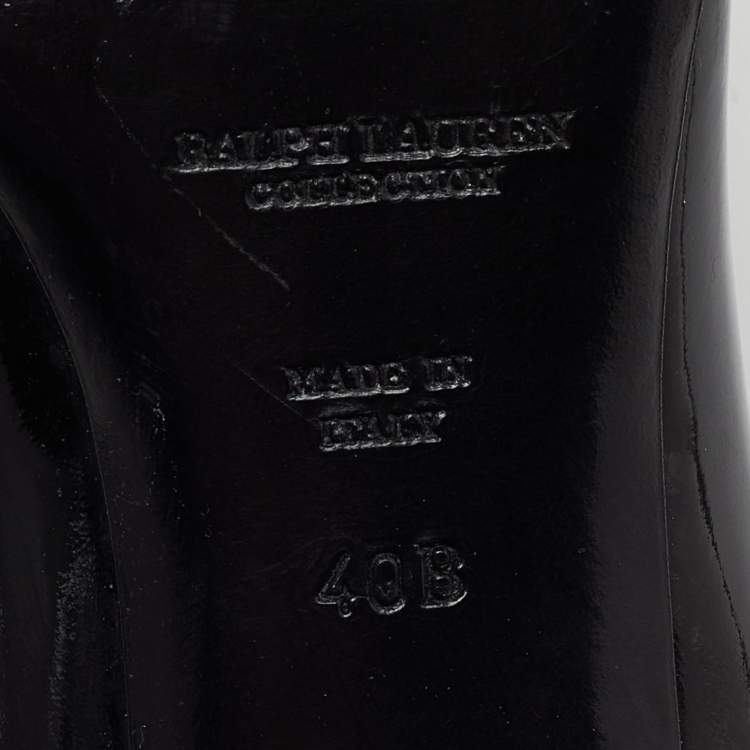 RALPH LAUREN
COLLECTION
MADE IN
ITALY
40B